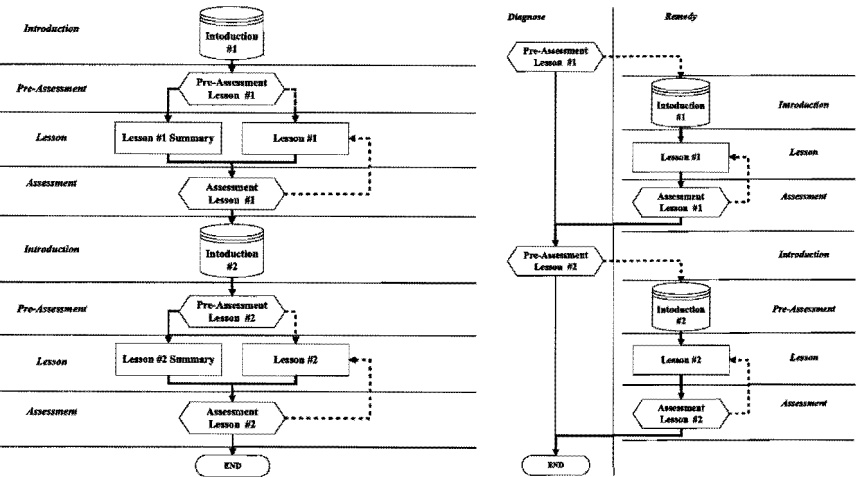 Introduction
Intoduction
#1
Pre-Assessment
Pre-Assessment
Lesson #1
Lesson
Lesson #1 Summary
Lesson #1
Assessment
Assessment
Lesson #1
Introduction
Intoduction
#2
Pre-Assessment
Pre-Assessment
Lesson #2
Lesson
Lesson #2 Summary
Lesson #2
Assessment
Assessment
Lesson #2
END
Diagnose
Remedy
Pre-Assessment
Lesson #1
Intoduction
#1
Introduction
Lesson #1
Lesson
Assessment
Lesson #1
Assessment
Pre-Assessment
Lesson #2
Introduction
Intoduction
#2
Pre-Assessment
Lesson #2
Lesson
Assessment
Lesson #2
Assessment
END